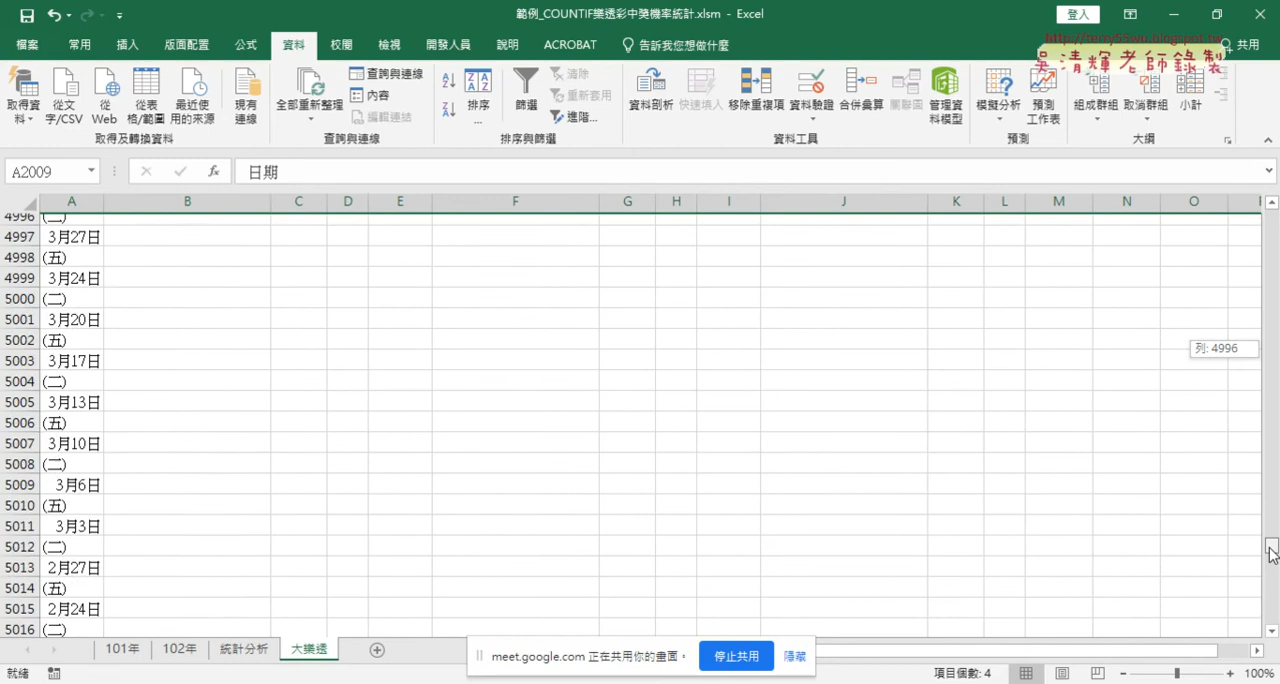 範例_COUNTIF樂透彩中獎機率統計.xlsm - Excel
登入
檔案 常用 插入 版面配置 公式 資料 校閱 檢視 開發人員 說明 ACROBAT 告訴我您想做什麼 共用
http://terry55wu.blogspot.tw
吳清輝老師錄製
取得資料 從文字/CSV 從Web 從表格/範圍 最近使用的來源 現有連線 全部重新整理 查詢與連線 內容 編輯連結 排序... 篩選 清除 重新套用 進階... 資料剖析 快速填入 移除重複項 資料驗證 合併彙算 關聯圖 管理資料模型 模擬分析 預測工作表 組成群組 取消群組 小計
取得及轉換資料 查詢與連線 排序與篩選 資料工具 預測 大綱
A2009 fx 日期
A B C D E F G H I J K L M N O
4996 (二)
4997 3月27日
4998 (五)
4999 3月24日
5000 (二)
5001 3月20日
5002 (五)
5003 3月17日
列: 4996
5004 (二)
5005 3月13日
5006 (五)
5007 3月10日
5008 (二)
5009 3月6日
5010 (五)
5011 3月3日
5012 (二)
5013 2月27日
5014 (五)
5015 2月24日
5016 (二)
101年 102年 統計分析 大樂透
meet.google.com 正在共用你的畫面。 停止共用 隱藏
就緒 項目個數: 4 100%